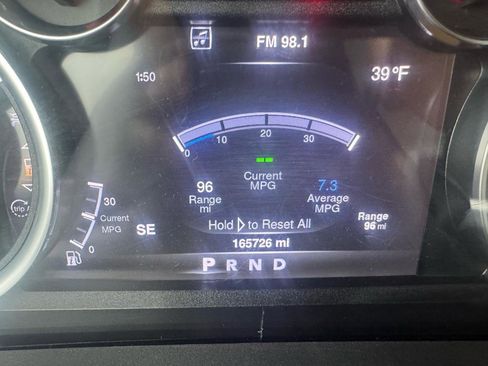 FM 98.1
1:50
39°F
0 10 20 30
--
Current
MPG
96
Range
mi
7.3
Average
MPG
Hold ▷ to Reset All
165726 mi
30
Current
MPG
0
SE
Range
96 mi
trip A
P R N D